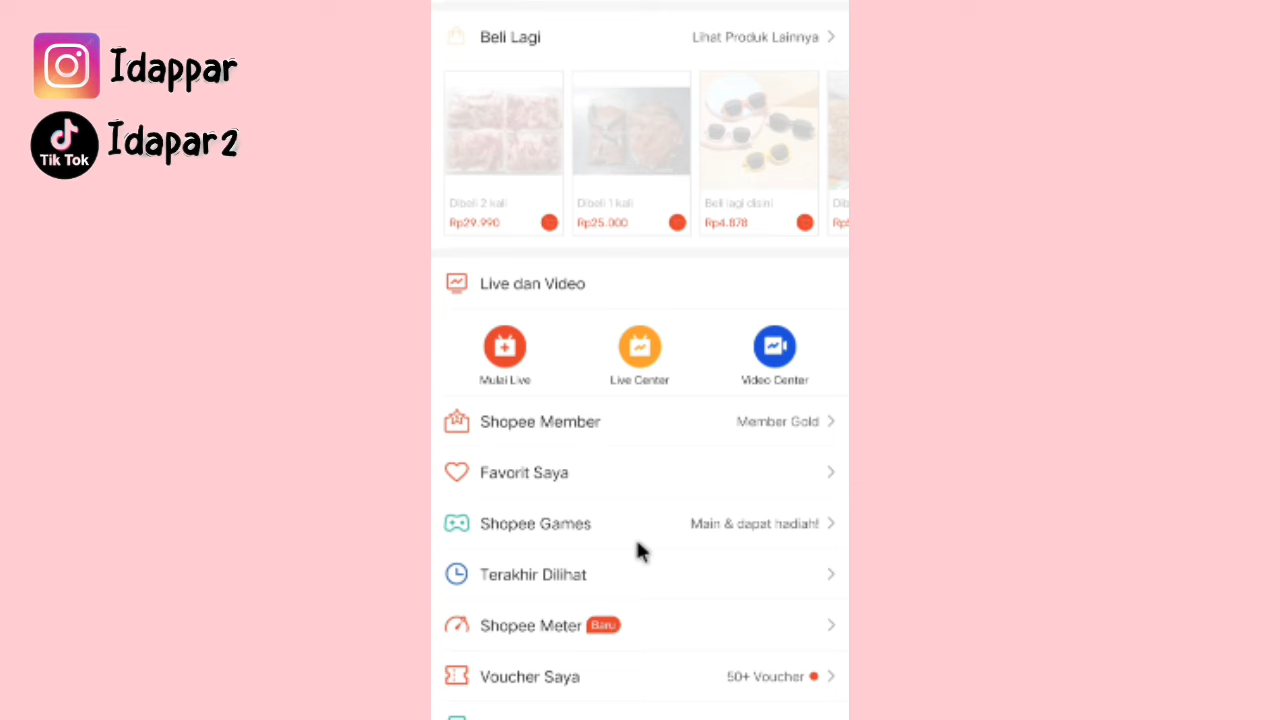 Idappar
Tik Tok
Idapar2
Beli Lagi
Lihat Produk Lainnya
Dibeli 2 kali
Rp29.990
Dibeli 1 kali
Rp25.000
Beli lagi disini
Rp4.878
Live dan Video
Mulai Live
Live Center
Video Center
Shopee Member
Member Gold
Favorit Saya
Shopee Games
Main & dapat hadiah!
Terakhir Dilihat
Shopee Meter Baru
Voucher Saya
50+ Voucher